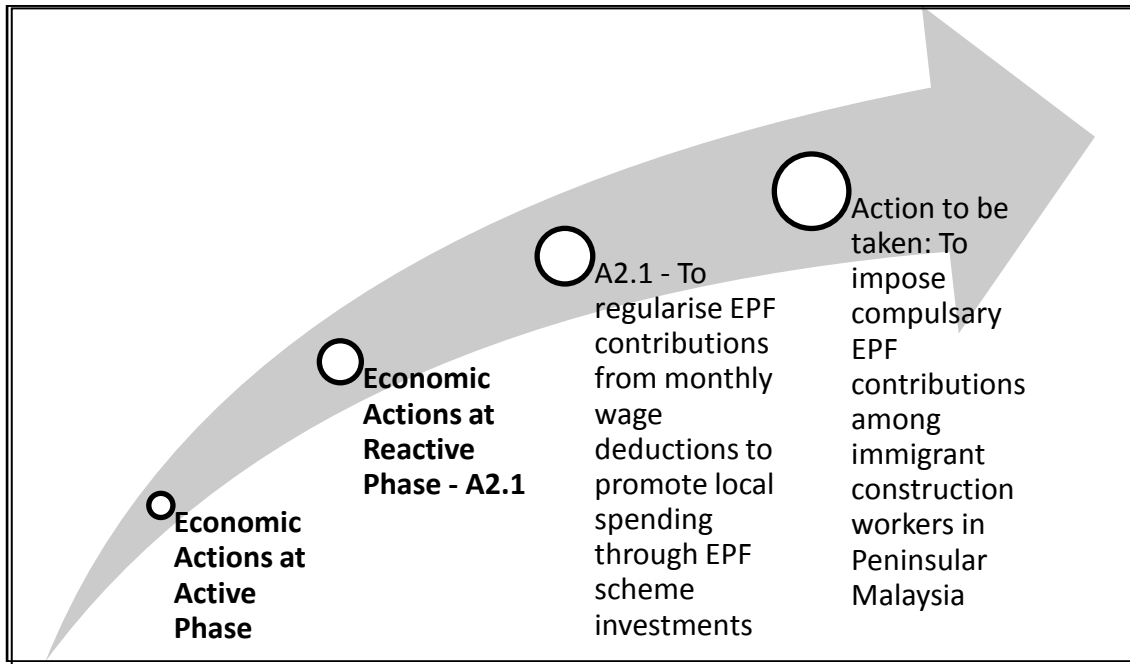 Economic
Actions at
Active
Phase
Economic
Actions at
Reactive
Phase - A2.1
A2.1 - To
regularise EPF
contributions
from monthly
wage
deductions to
promote local
spending
through EPF
scheme
investments
Action to be
taken: To
impose
compulsary
EPF
contributions
among
immigrant
construction
workers in
Peninsular
Malaysia